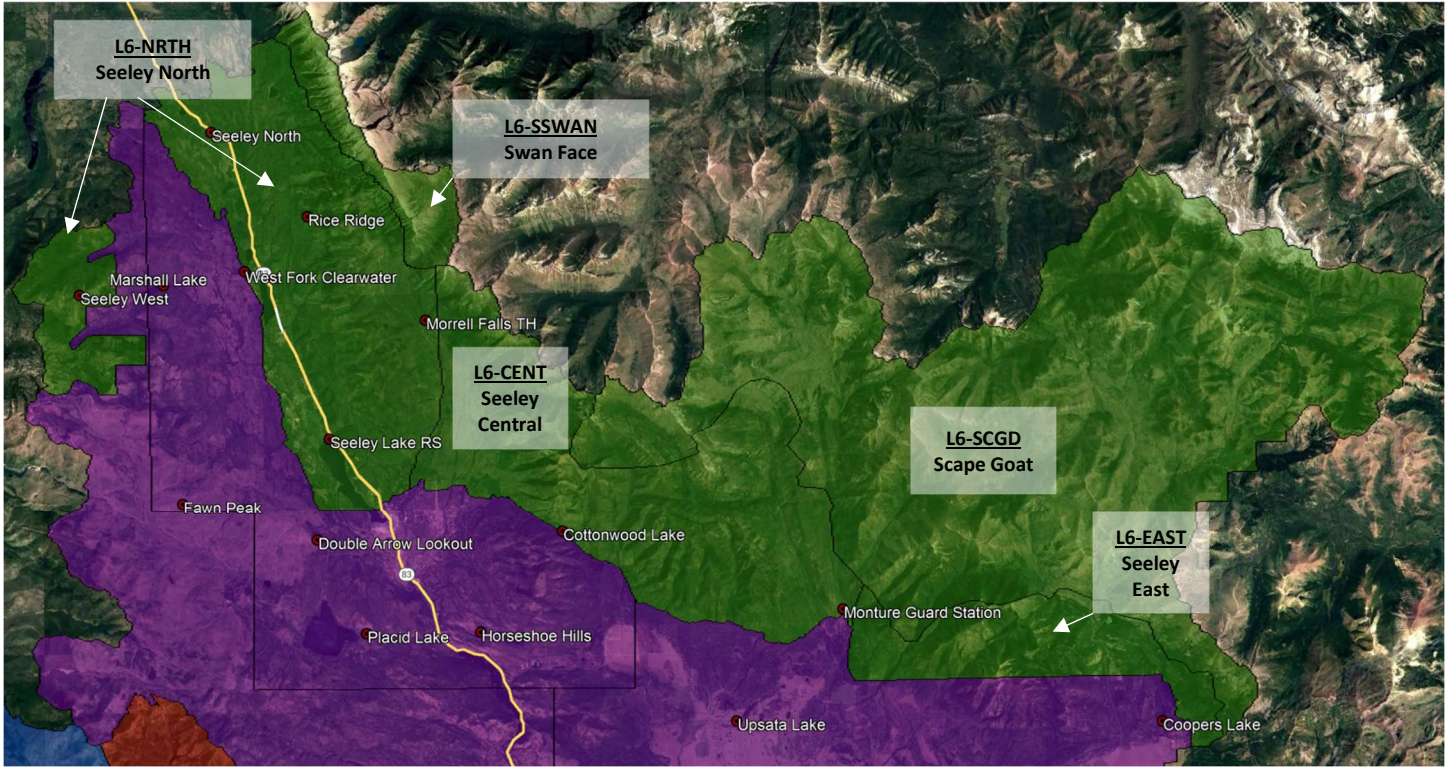 L6-NRTH
Seeley North
L6-SSWAN
Swan Face
Seeley North
Rice Ridge
West Fork Clearwater
Marshall Lake
Seeley West
Morrell Falls TH
L6-CENT
Seeley
Central
Seeley Lake RS
L6-SCGD
Scape Goat
Fawn Peak
Double Arrow Lookout
Cottonwood Lake
L6-EAST
Seeley
East
83
Monture Guard Station
Placid Lake
Horseshoe Hills
Upsata Lake
Coopers Lake